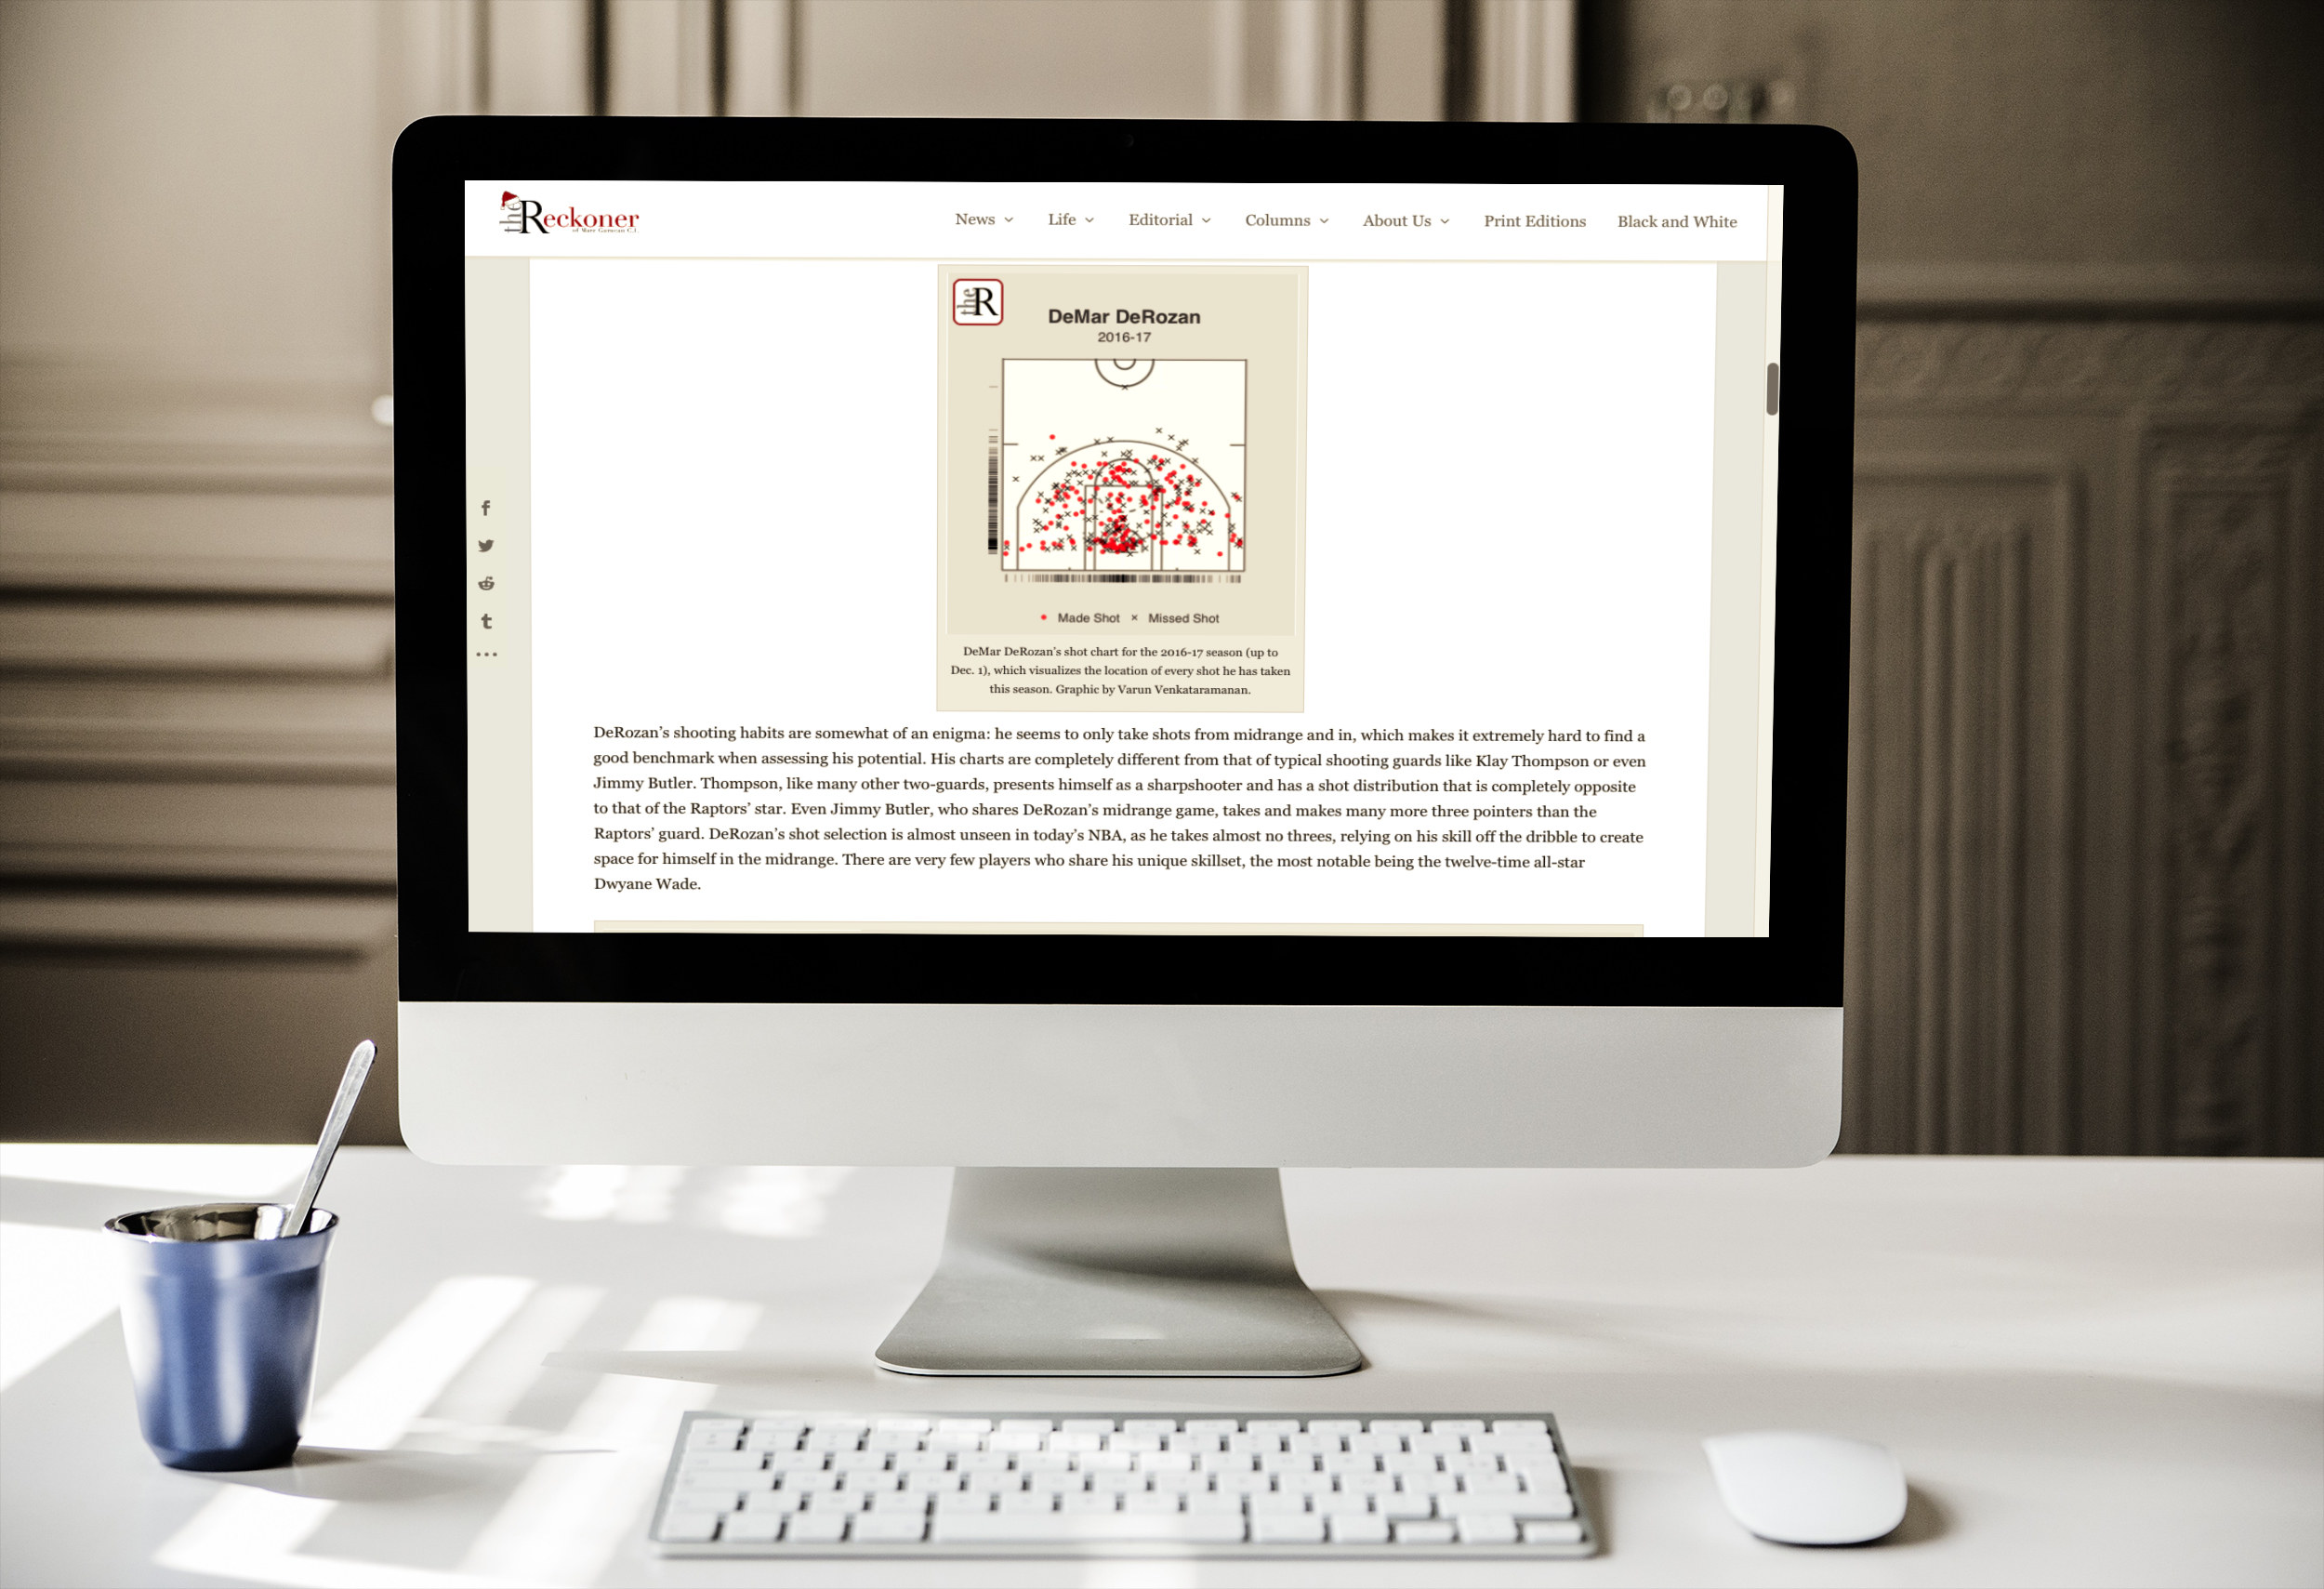 the Reckoner
of Marc Garneau C.I.
News Life Editorial Columns About Us Print Editions Black and White
the R
DeMar DeRozan
2016-17
Made Shot × Missed Shot
DeMar DeRozan's shot chart for the 2016-17 season (up to
Dec. 1), which visualizes the location of every shot he has taken
this season. Graphic by Varun Venkataramanan.
DeRozan's shooting habits are somewhat of an enigma: he seems to only take shots from midrange and in, which makes it extremely hard to find a
good benchmark when assessing his potential. His charts are completely different from that of typical shooting guards like Klay Thompson or even
Jimmy Butler. Thompson, like many other two-guards, presents himself as a sharpshooter and has a shot distribution that is completely opposite
to that of the Raptors' star. Even Jimmy Butler, who shares DeRozan's midrange game, takes and makes many more three pointers than the
Raptors' guard. DeRozan's shot selection is almost unseen in today's NBA, as he takes almost no threes, relying on his skill off the dribble to create
space for himself in the midrange. There are very few players who share his unique skillset, the most notable being the twelve-time all-star
Dwyane Wade.